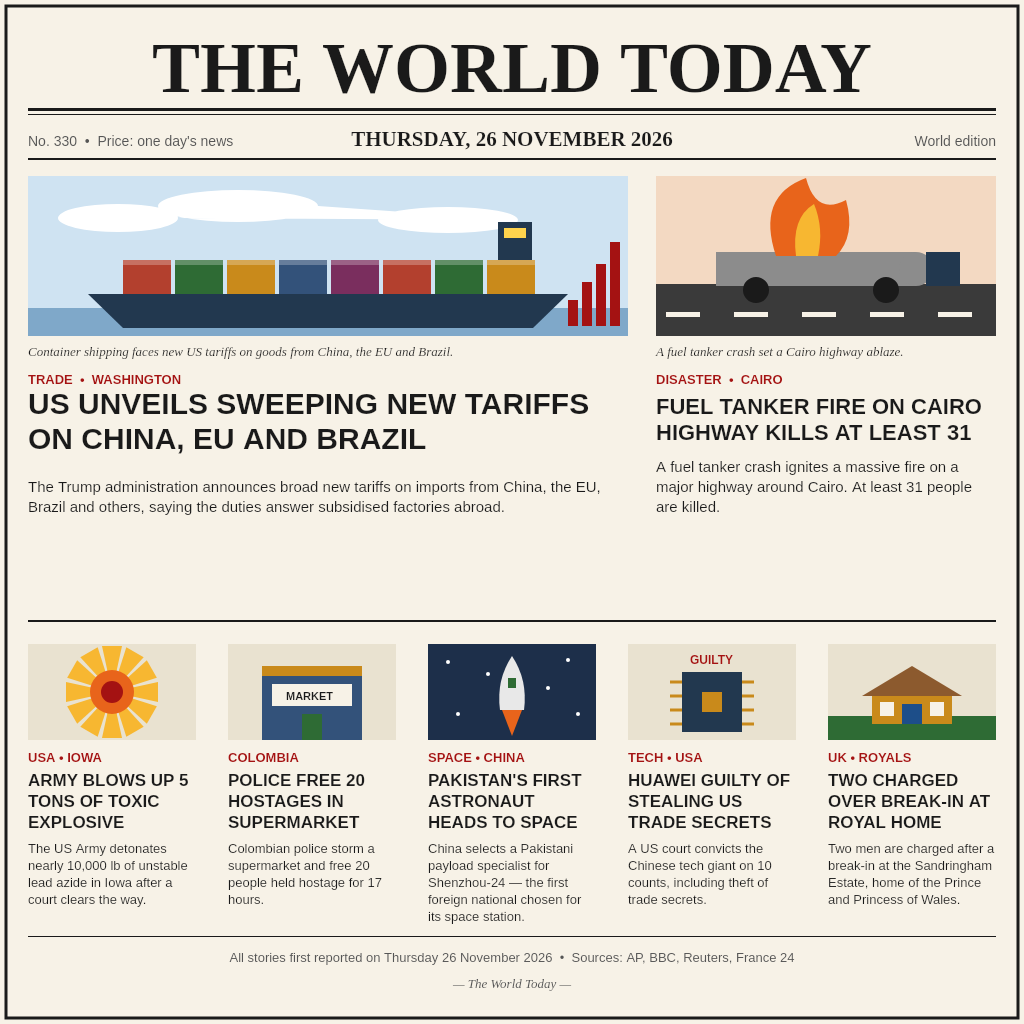 THE WORLD TODAY
No. 330 • Price: one day's news
THURSDAY, 26 NOVEMBER 2026
World edition
Container shipping faces new US tariffs on goods from China, the EU and Brazil.
TRADE • WASHINGTON
US UNVEILS SWEEPING NEW TARIFFS
ON CHINA, EU AND BRAZIL
The Trump administration announces broad new tariffs on imports from China, the EU,
Brazil and others, saying the duties answer subsidised factories abroad.
A fuel tanker crash set a Cairo highway ablaze.
DISASTER • CAIRO
FUEL TANKER FIRE ON CAIRO
HIGHWAY KILLS AT LEAST 31
A fuel tanker crash ignites a massive fire on a
major highway around Cairo. At least 31 people
are killed.
USA • IOWA
ARMY BLOWS UP 5
TONS OF TOXIC
EXPLOSIVE
The US Army detonates
nearly 10,000 lb of unstable
lead azide in Iowa after a
court clears the way.
MARKET
COLOMBIA
POLICE FREE 20
HOSTAGES IN
SUPERMARKET
Colombian police storm a
supermarket and free 20
people held hostage for 17
hours.
SPACE • CHINA
PAKISTAN'S FIRST
ASTRONAUT
HEADS TO SPACE
China selects a Pakistani
payload specialist for
Shenzhou-24 — the first
foreign national chosen for
its space station.
GUILTY
TECH • USA
HUAWEI GUILTY OF
STEALING US
TRADE SECRETS
A US court convicts the
Chinese tech giant on 10
counts, including theft of
trade secrets.
UK • ROYALS
TWO CHARGED
OVER BREAK-IN AT
ROYAL HOME
Two men are charged after a
break-in at the Sandringham
Estate, home of the Prince
and Princess of Wales.
All stories first reported on Thursday 26 November 2026 • Sources: AP, BBC, Reuters, France 24
— The World Today —